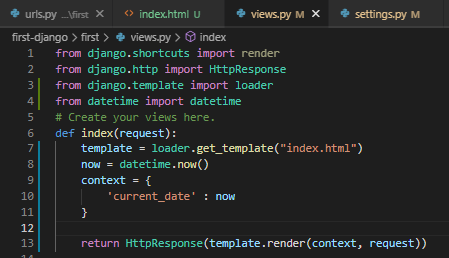 urls.py ...\first
index.html U
views.py U
settings.py U
first-django > first > views.py > index
1 from django.shortcuts import render
2 from django.http import HttpResponse
3 from django.template import loader
4 from datetime import datetime
5 # Create your views here.
6 def index(request):
7 template = loader.get_template("index.html")
8 now = datetime.now()
9 context = {
10 'current_date' : now
11 }
12
13 return HttpResponse(template.render(context, request))